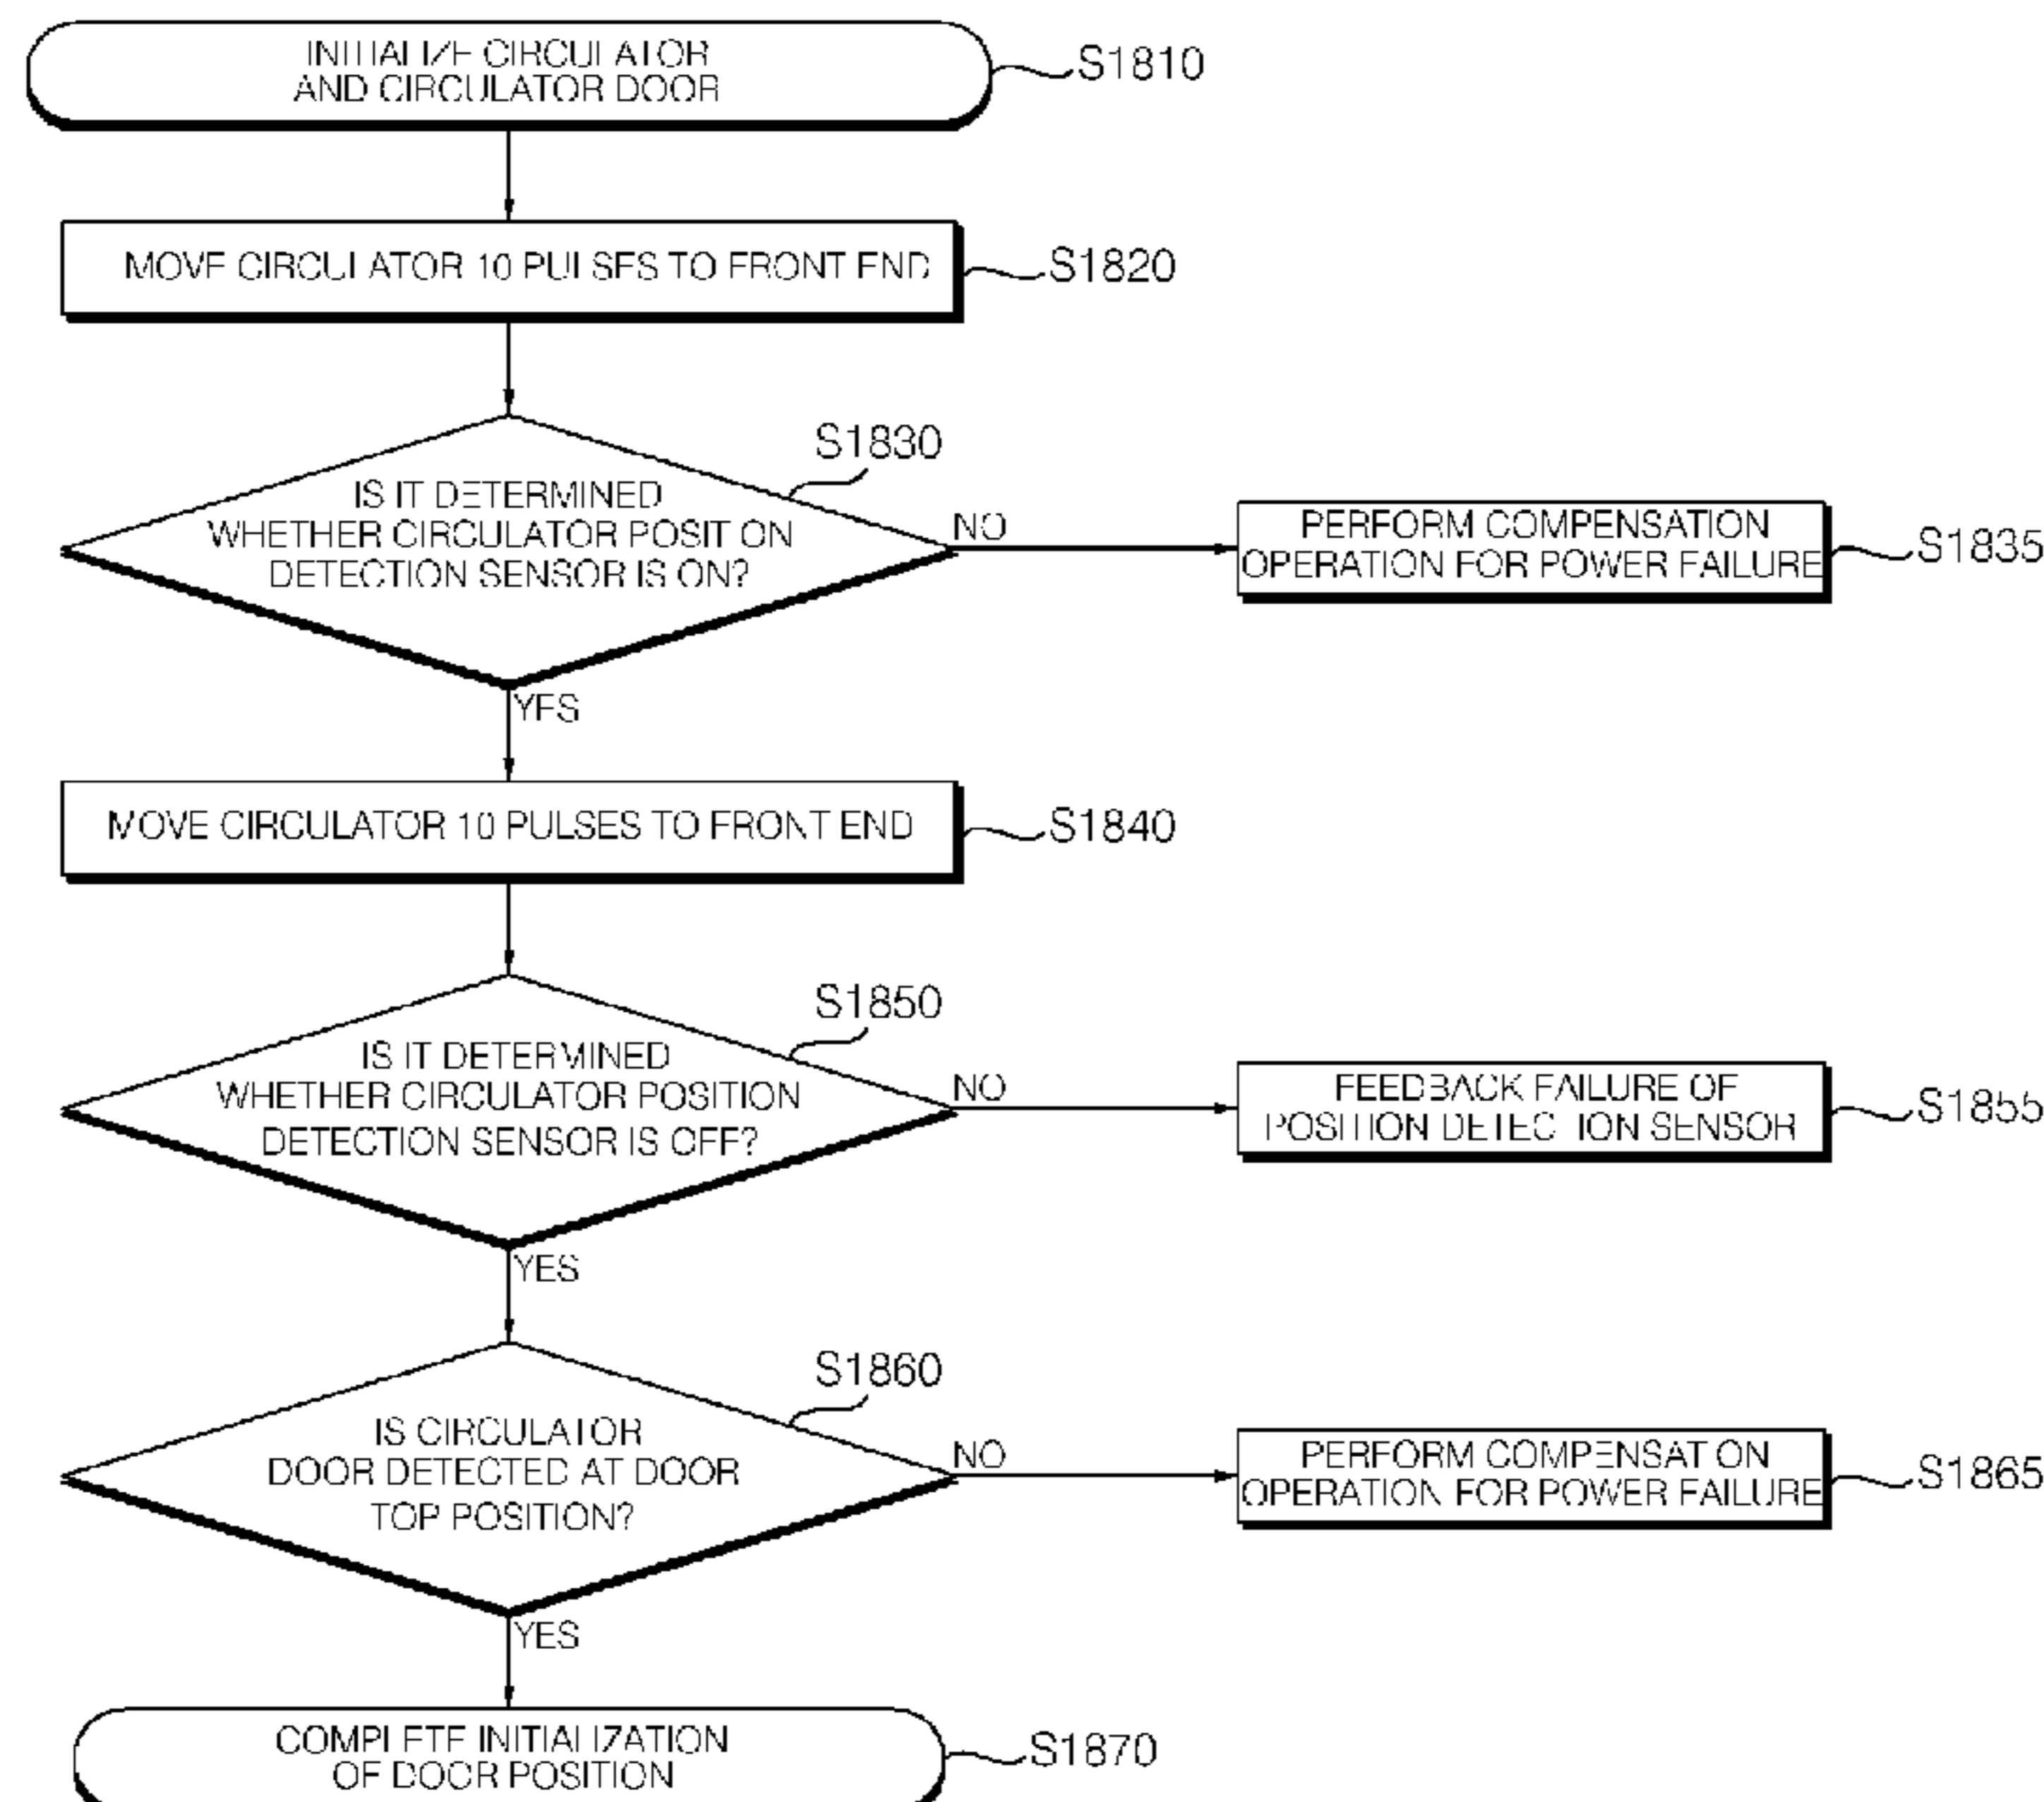 INITIALIZE CIRCULATOR
AND CIRCULATOR DOOR
S1810
MOVE CIRCULATOR 10 PULSES TO FRONT END
S1820
S1830
IS IT DETERMINED
WHETHER CIRCULATOR POSITION
DETECTION SENSOR IS ON?
NO
PERFORM COMPENSATION
OPERATION FOR POWER FAILURE
S1835
YES
MOVE CIRCULATOR 10 PULSES TO FRONT END
S1840
S1850
IS IT DETERMINED
WHETHER CIRCULATOR POSITION
DETECTION SENSOR IS OFF?
NO
FEEDBACK FAILURE OF
POSITION DETECTION SENSOR
S1855
YES
S1860
IS CIRCULATOR
DOOR DETECTED AT DOOR
TOP POSITION?
NO
PERFORM COMPENSATION
OPERATION FOR POWER FAILURE
S1865
YES
COMPLETE INITIALIZATION
OF DOOR POSITION
S1870